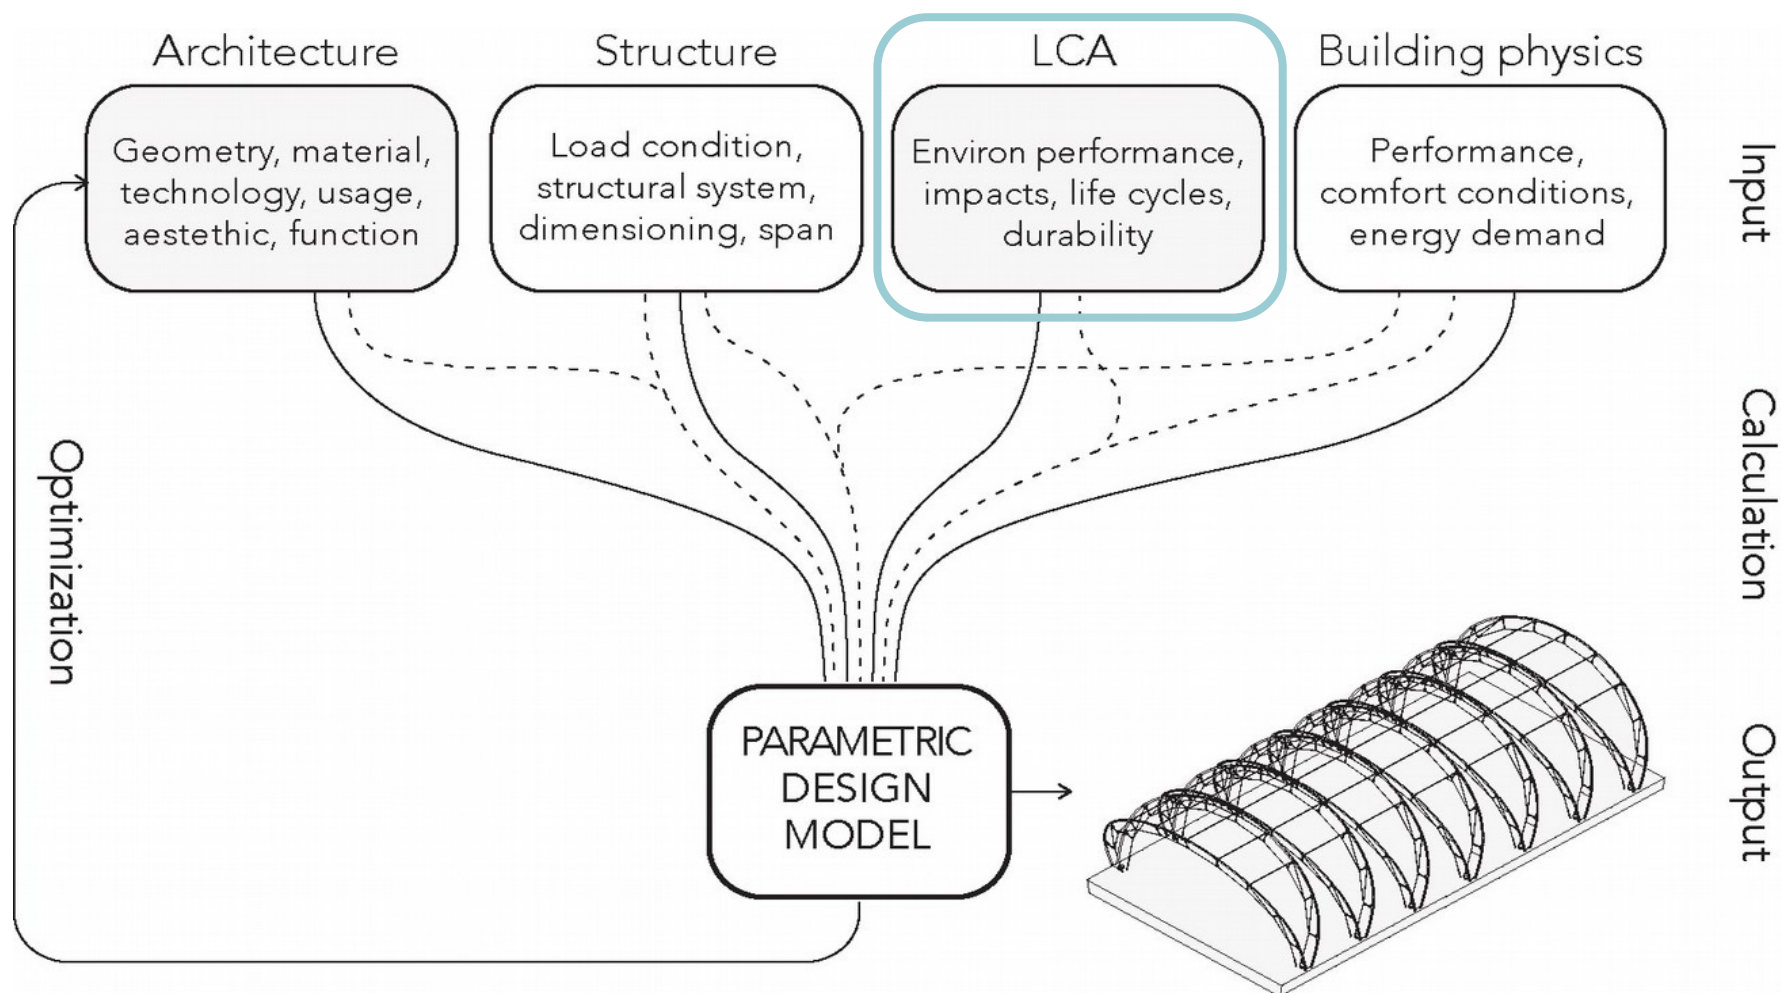 Architecture
Structure
LCA
Building physics
Geometry, material,
technology, usage,
aestethic, function
Load condition,
structural system,
dimensioning, span
Environ performance,
impacts, life cycles,
durability
Performance,
comfort conditions,
energy demand
Input
Calculation
Optimization
PARAMETRIC
DESIGN
MODEL
Output